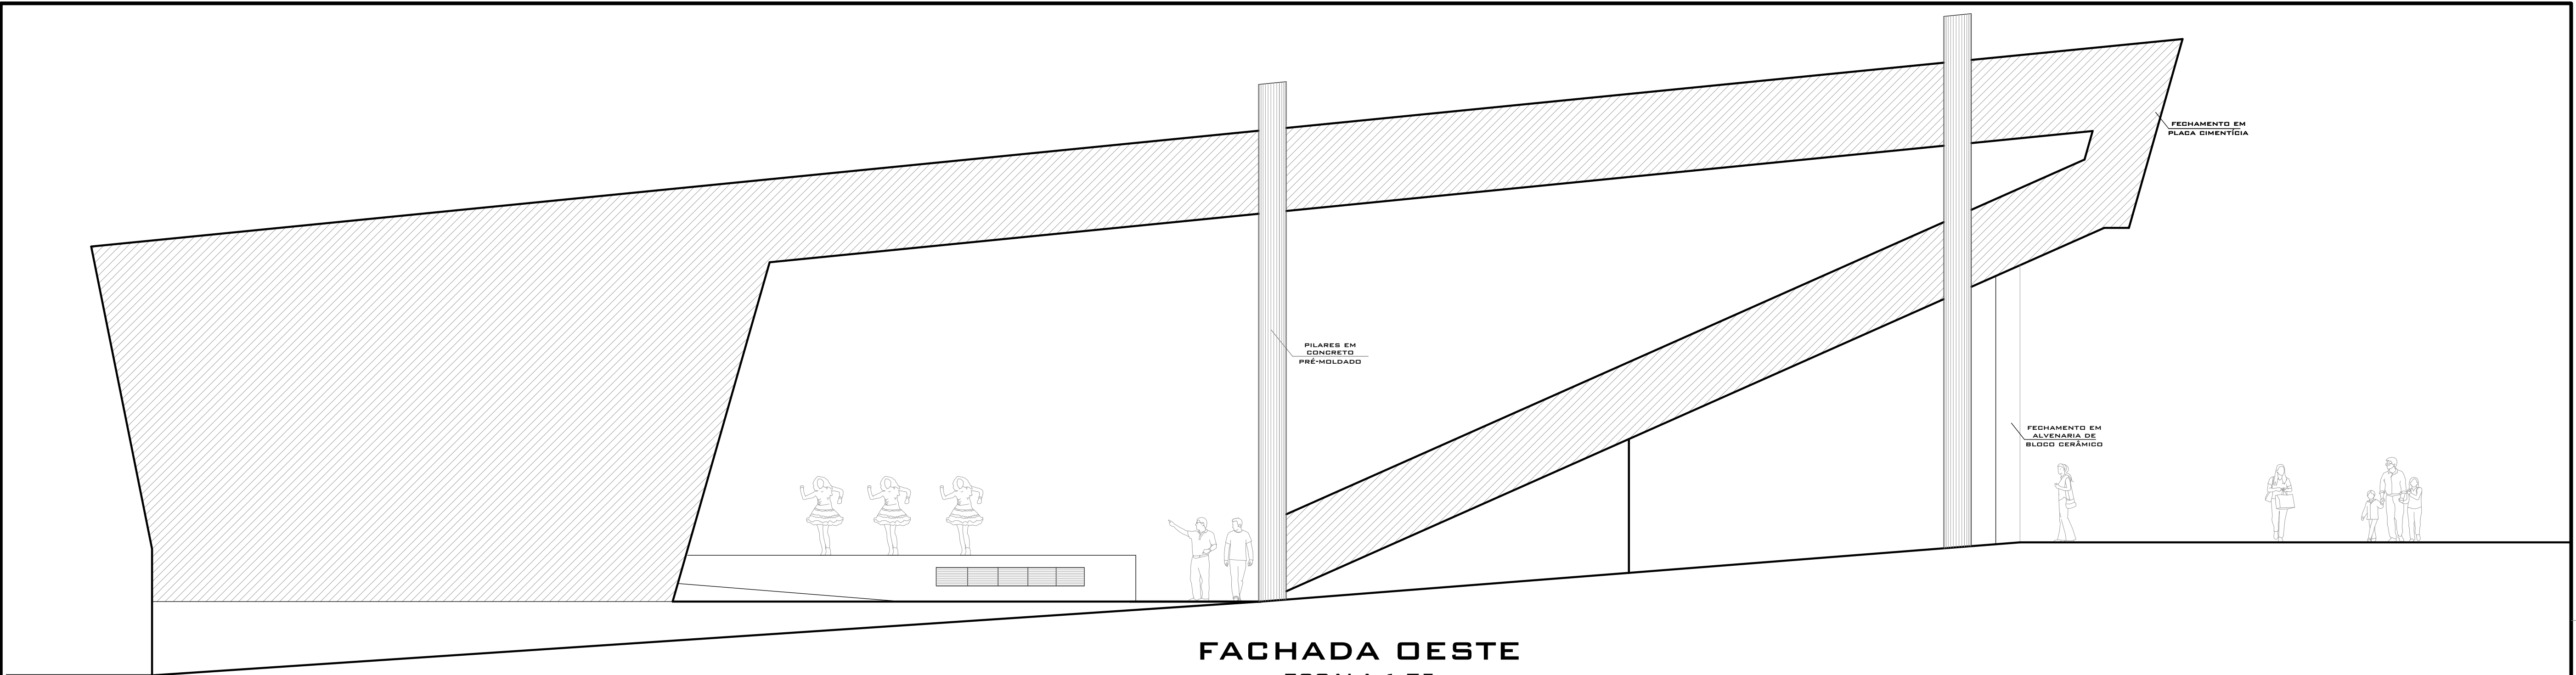 FECHAMENTO EM
PLACA CIMENTÍCIA
PILARES EM
CONCRETO
PRÉ-MOLDADO
FECHAMENTO EM
ALVENARIA DE
BLOCO CERÂMICO
FACHADA OESTE